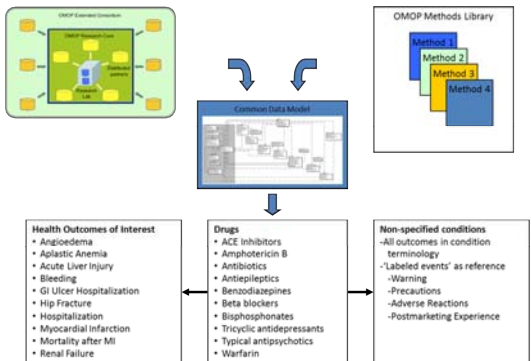 OMOP Extended Consortium
OMOP Research Core
Distributed
partners
Research
Lab
OMOP Methods Library
Method 1
Method 2
Method 3
Method 4
Common Data Model
Health Outcomes of Interest
• Angioedema
• Aplastic Anemia
• Acute Liver Injury
• Bleeding
• GI Ulcer Hospitalization
• Hip Fracture
• Hospitalization
• Myocardial Infarction
• Mortality after MI
• Renal Failure
Drugs
• ACE Inhibitors
• Amphotericin B
• Antibiotics
• Antiepileptics
• Benzodiazepines
• Beta blockers
• Bisphosphonates
• Tricyclic antidepressants
• Typical antipsychotics
• Warfarin
Non-specified conditions
-All outcomes in condition
terminology
-'Labeled events' as reference
-Warning
-Precautions
-Adverse Reactions
-Postmarketing Experience